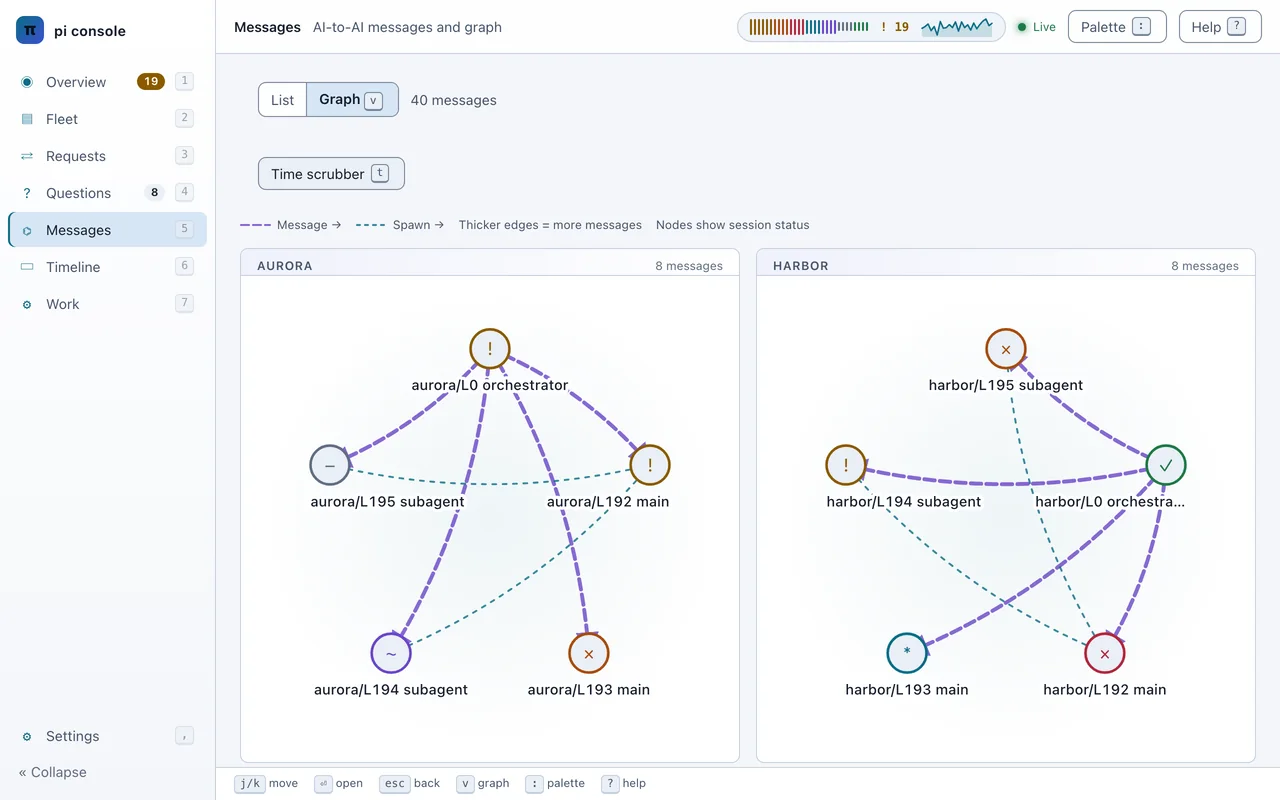 π pi console
Messages AI-to-AI messages and graph
! 19
Live
Palette :
Help ?
Overview 19 1
Fleet 2
Requests 3
? Questions 8 4
Messages 5
Timeline 6
Work 7
Settings ,
« Collapse
List Graph v 40 messages
Time scrubber t
Message → Spawn → Thicker edges = more messages Nodes show session status
AURORA 8 messages
!
aurora/L0 orchestrator
–
aurora/L195 subagent
!
aurora/L192 main
~
aurora/L194 subagent
×
aurora/L193 main
HARBOR 8 messages
×
harbor/L195 subagent
!
harbor/L194 subagent
✓
harbor/L0 orchestra…
*
harbor/L193 main
×
harbor/L192 main
j/k move ⏎ open esc back v graph : palette ? help